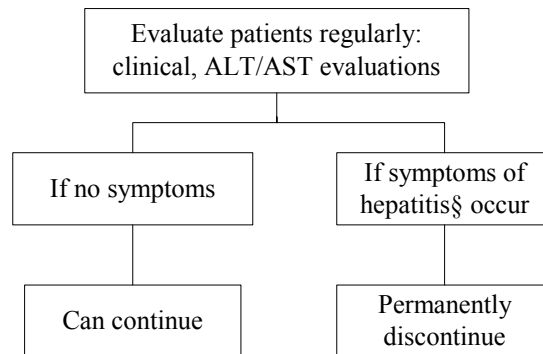 Evaluate patients regularly:
clinical, ALT/AST evaluations
If no symptoms
If symptoms of
hepatitis§ occur
Can continue
Permanently
discontinue